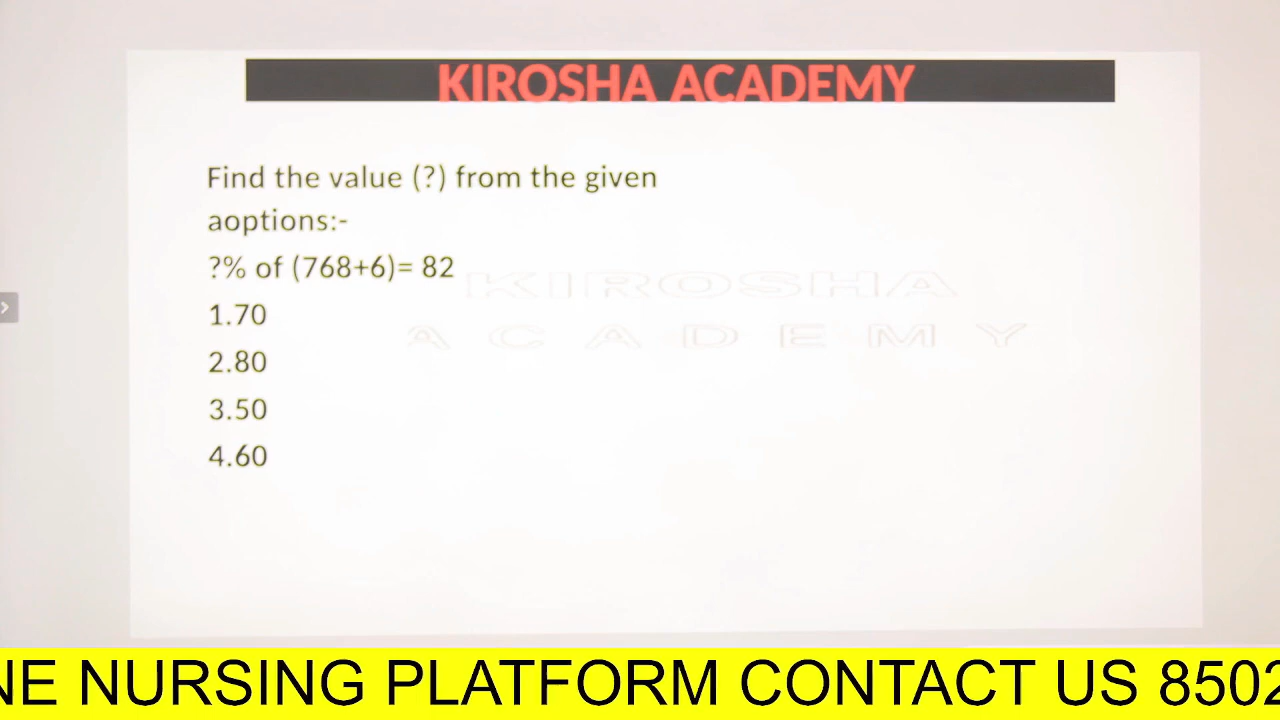 KIROSHA ACADEMY
Find the value (?) from the given
aoptions:-
?% of (768+6)= 82
KIROSHA
1.70
ACADEMY
2.80
3.50
4.60
NE NURSING PLATFORM CONTACT US 8502